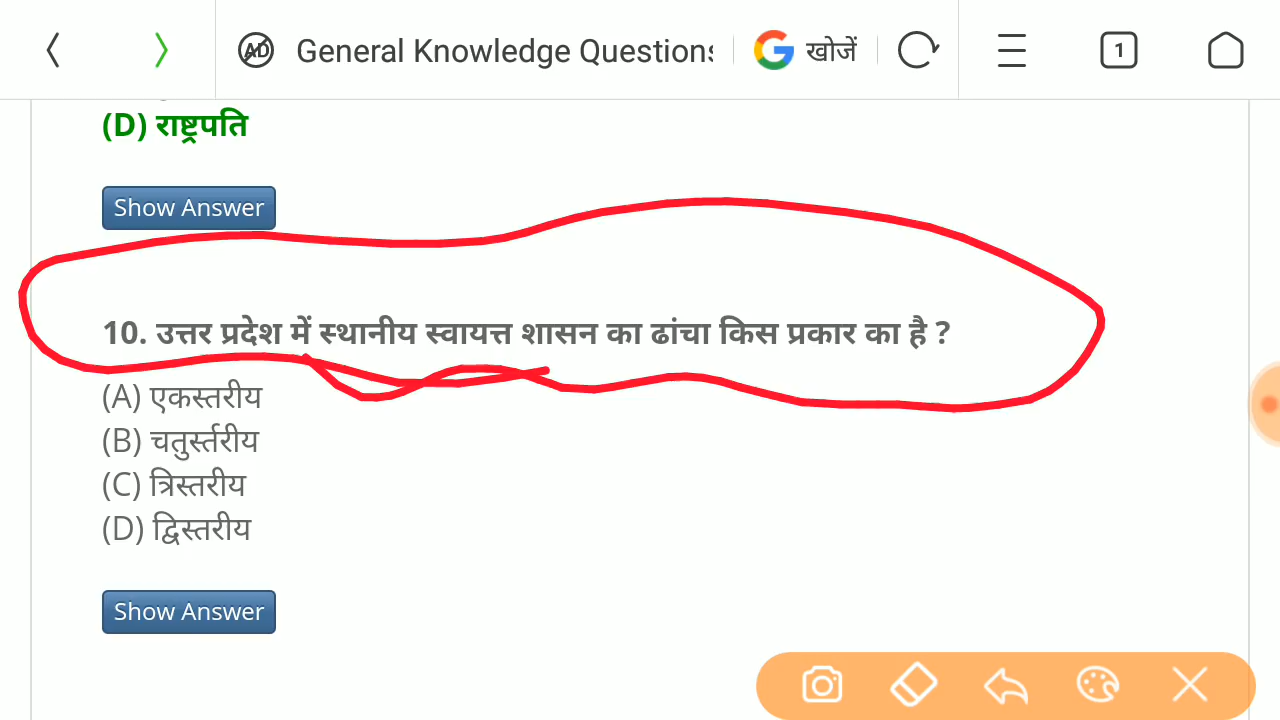 AD General Knowledge Questions
खोजें
1
(D) राष्ट्रपति
Show Answer
10. उत्तर प्रदेश में स्थानीय स्वायत्त शासन का ढांचा किस प्रकार का है ?
(A) एकस्तरीय
(B) चतुर्स्तरीय
(C) त्रिस्तरीय
(D) द्विस्तरीय
Show Answer